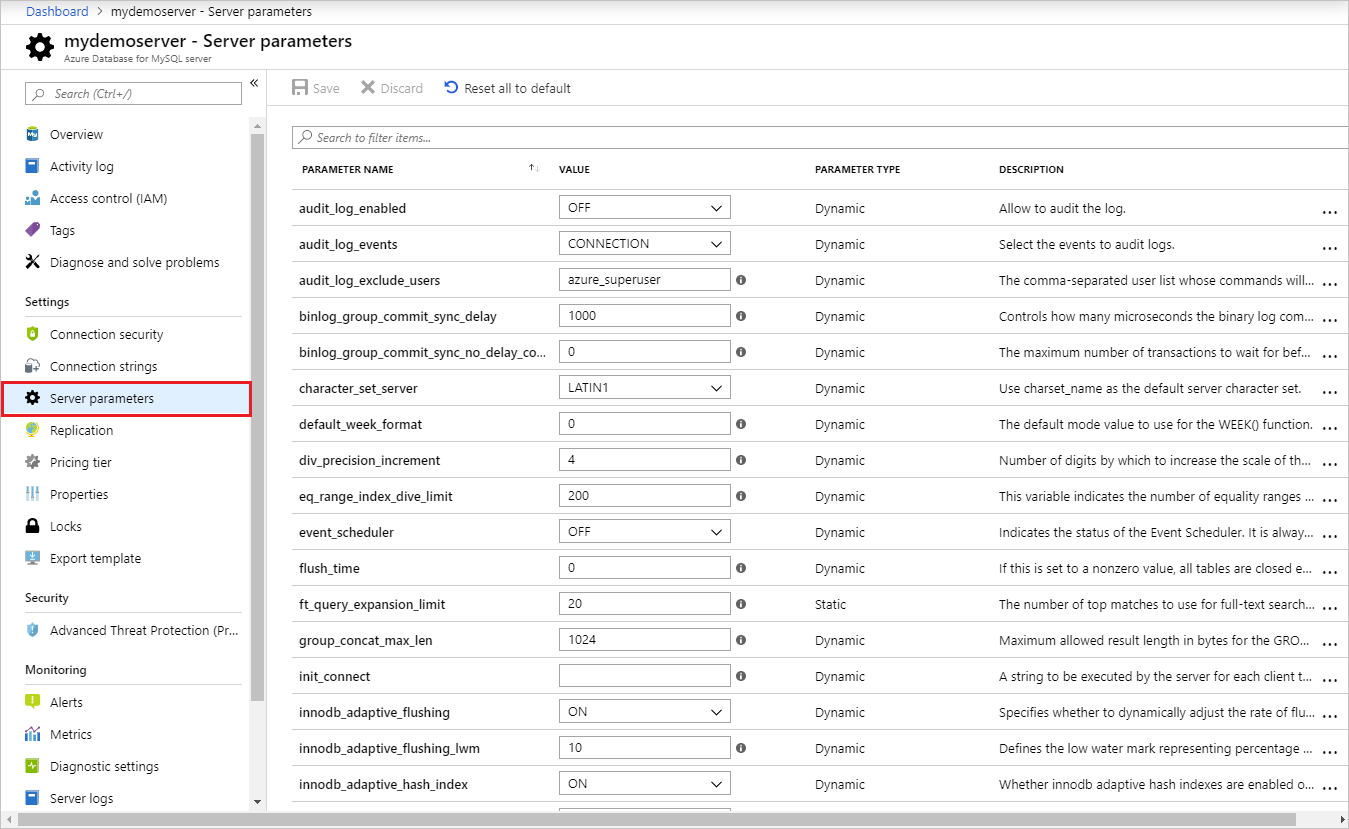 Dashboard > mydemoserver - Server parameters
mydemoserver - Server parameters
Azure Database for MySQL server
Search (Ctrl+/)
«
Overview
Activity log
Access control (IAM)
Tags
Diagnose and solve problems
Settings
Connection security
Connection strings
Server parameters
Replication
Pricing tier
Properties
Locks
Export template
Security
Advanced Threat Protection (Pr...
Monitoring
Alerts
Metrics
Diagnostic settings
Server logs
Save Discard Reset all to default
Search to filter items...
PARAMETER NAME VALUE PARAMETER TYPE DESCRIPTION
audit_log_enabled OFF Dynamic Allow to audit the log. ...
audit_log_events CONNECTION Dynamic Select the events to audit logs. ...
audit_log_exclude_users azure_superuser Dynamic The comma-separated user list whose commands will... ...
binlog_group_commit_sync_delay 1000 Dynamic Controls how many microseconds the binary log com... ...
binlog_group_commit_sync_no_delay_co... 0 Dynamic The maximum number of transactions to wait for bef... ...
character_set_server LATIN1 Dynamic Use charset_name as the default server character set. ...
default_week_format 0 Dynamic The default mode value to use for the WEEK() function. ...
div_precision_increment 4 Dynamic Number of digits by which to increase the scale of th... ...
eq_range_index_dive_limit 200 Dynamic This variable indicates the number of equality ranges ... ...
event_scheduler OFF Dynamic Indicates the status of the Event Scheduler. It is alway... ...
flush_time 0 Dynamic If this is set to a nonzero value, all tables are closed e... ...
ft_query_expansion_limit 20 Static The number of top matches to use for full-text search... ...
group_concat_max_len 1024 Dynamic Maximum allowed result length in bytes for the GRO... ...
init_connect Dynamic A string to be executed by the server for each client t... ...
innodb_adaptive_flushing ON Dynamic Specifies whether to dynamically adjust the rate of flu... ...
innodb_adaptive_flushing_lwm 10 Dynamic Defines the low water mark representing percentage ... ...
innodb_adaptive_hash_index ON Dynamic Whether innodb adaptive hash indexes are enabled o... ...